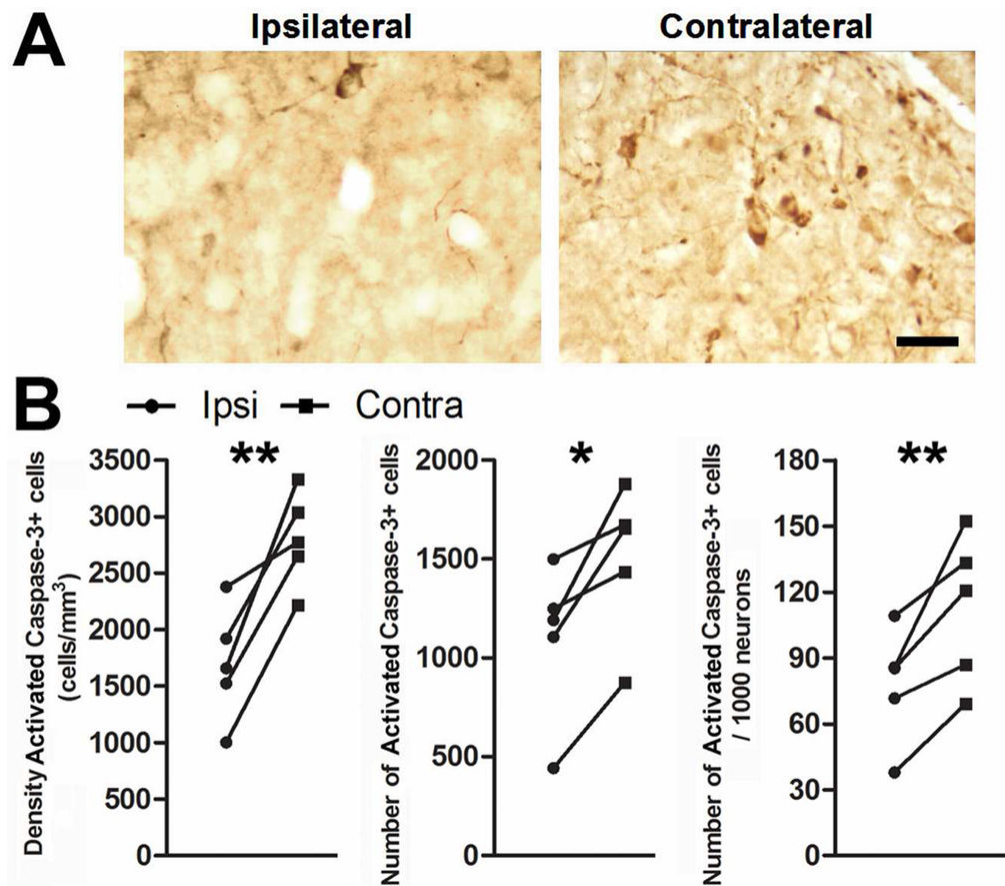 A
Ipsilateral
Contralateral
B
Ipsi
Contra
Density Activated Caspase-3+ cells
(cells/mm³)
3500
3000
2500
2000
1500
1000
500
0
**
Number of Activated Caspase-3+ cells
2000
1500
1000
500
0
*
Number of Activated Caspase-3+ cells
/ 1000 neurons
180
150
120
90
60
30
0
**